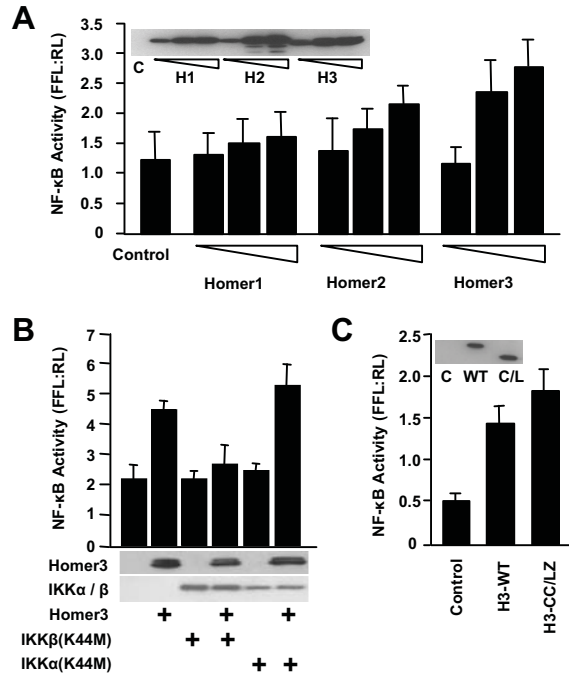 A
NF-κB Activity (FFL:RL)
3.5
3.0
2.5
2.0
1.5
1.0
0.5
0
C
H1 H2 H3
Control
Homer1 Homer2 Homer3
B
NF-κB Activity (FFL:RL)
7
6
5
4
3
2
1
0
Homer3
IKKα / β
Homer3 + + +
IKKβ(K44M) + +
IKKα(K44M) + +
C
NF-κB Activity (FFL:RL)
2.5
2.0
1.5
1.0
0.5
0
C WT C/L
Control
H3-WT
H3-CC/LZ